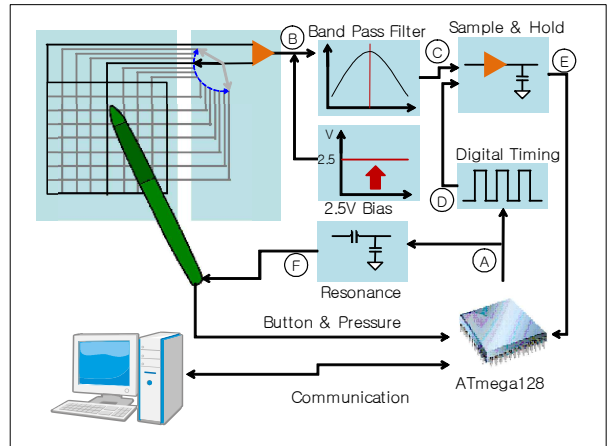 Band Pass Filter
Sample & Hold
B
C
E
V
2.5
2.5V Bias
Digital Timing
D
A
F
Resonance
Button & Pressure
ATmega128
Communication